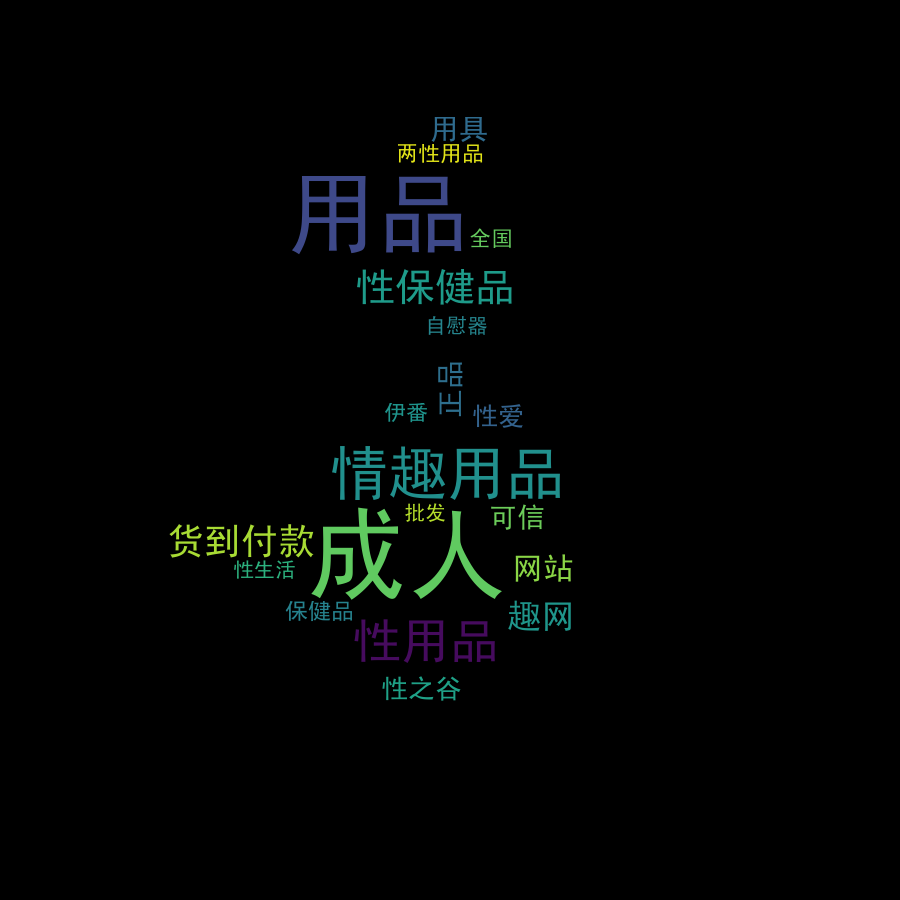 用具
两性用品
用品
全国
性保健品
自慰器
正品
伊番
性爱
情趣用品
批发
可信
成人
货到付款
网站
性生活
保健品
趣网
性用品
性之谷